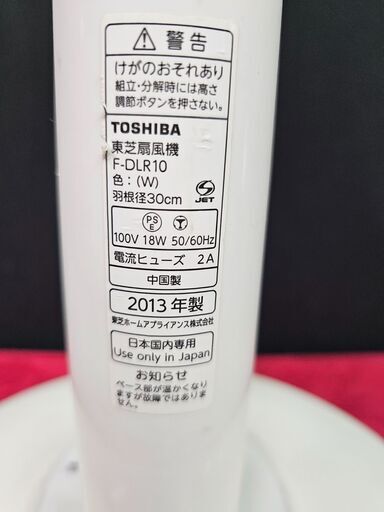 警告
けがのおそれあり
組立・分解時には高さ
調節ボタンを押さない。
TOSHIBA
東芝扇風機
F-DLR10
色：(W)
羽根径30cm
JET
PS
E
100V 18W 50/60Hz
電流ヒューズ 2A
中国製
2013年製
東芝ホームアプライアンス株式会社
日本国内専用
Use only in Japan
お知らせ
ベース部が温かくなり
ますが故障ではありま
せん。